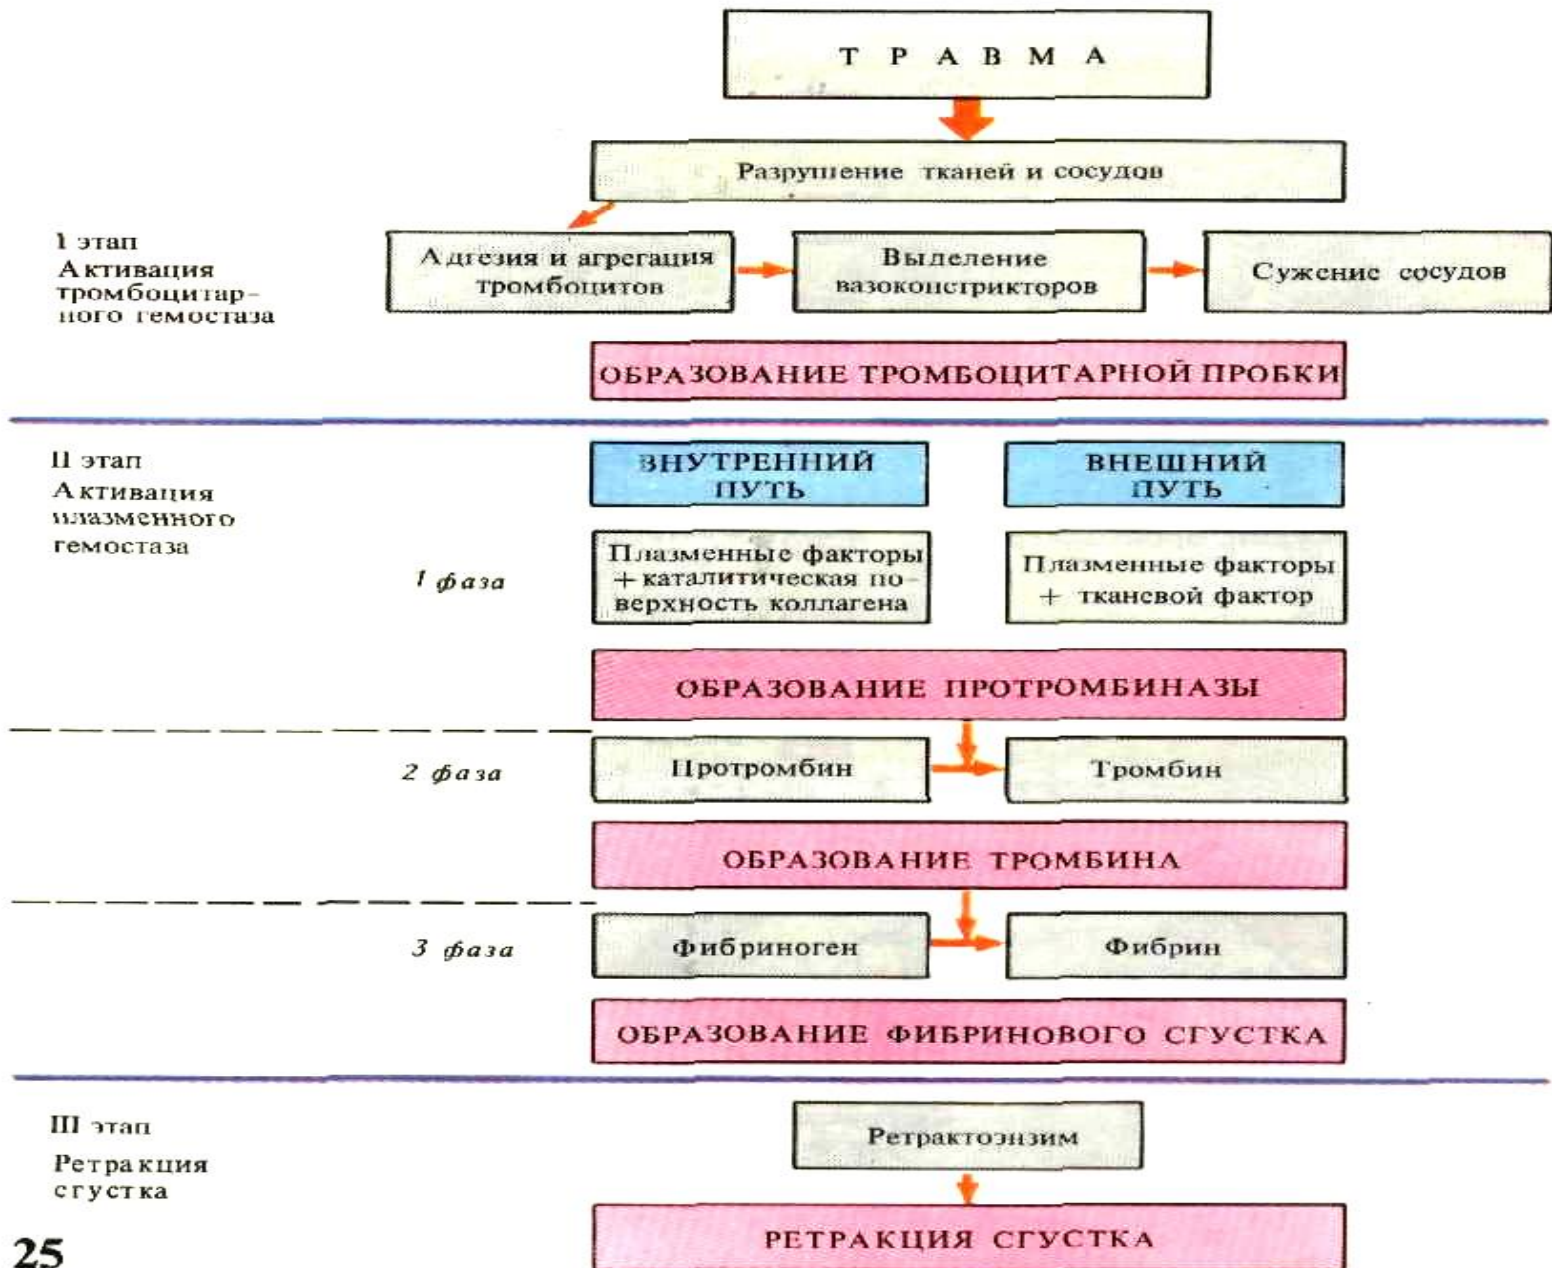 ТРАВМА
Разрушение тканей и сосудов
I этап
Активация
тромбоцитар-
ного гемостаза
Адгезия и агрегация
тромбоцитов
Выделение
вазоконстрикторов
Сужение сосудов
ОБРАЗОВАНИЕ ТРОМБОЦИТАРНОЙ ПРОБКИ
II этап
Активация
плазменного
гемостаза
ВНУТРЕННИЙ
ПУТЬ
ВНЕШНИЙ
ПУТЬ
1 фаза
Плазменные факторы
+ каталитическая по-
верхность коллагена
Плазменные факторы
+ тканевой фактор
ОБРАЗОВАНИЕ ПРОТРОМБИНАЗЫ
2 фаза
Протромбин
Тромбин
ОБРАЗОВАНИЕ ТРОМБИНА
3 фаза
Фибриноген
Фибрин
ОБРАЗОВАНИЕ ФИБРИНОВОГО СГУСТКА
III этап
Ретракция
сгустка
Ретрактоэнзим
РЕТРАКЦИЯ СГУСТКА
25